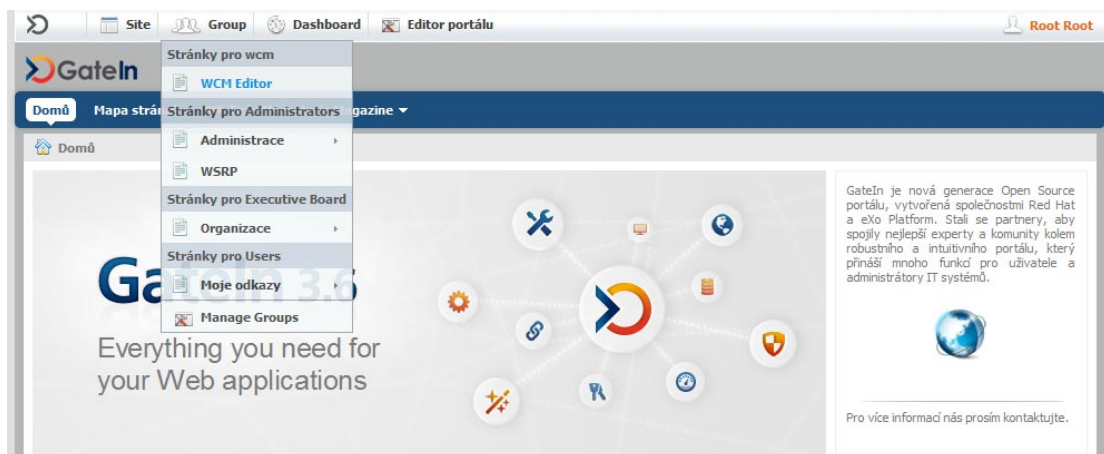 Site Group Dashboard Editor portálu Root Root
Stránky pro wcm
GateIn
WCM Editor
Domů Mapa strá gazine
Stránky pro Administrators
Domů
Administrace
WSRP
Stránky pro Executive Board
Organizace
Stránky pro Users
Moje odkazy
Manage Groups
GateIn 3.6
Everything you need for
your Web applications
GateIn je nová generace Open Source
portálu, vytvořená společnostmi Red Hat
a eXo Platform. Stali se partnery, aby
spojily nejlepší experty a komunity kolem
robustního a intuitivního portálu, který
přináší mnoho funkcí pro uživatele a
administrátory IT systémů.
Pro více informací nás prosím kontaktujte.